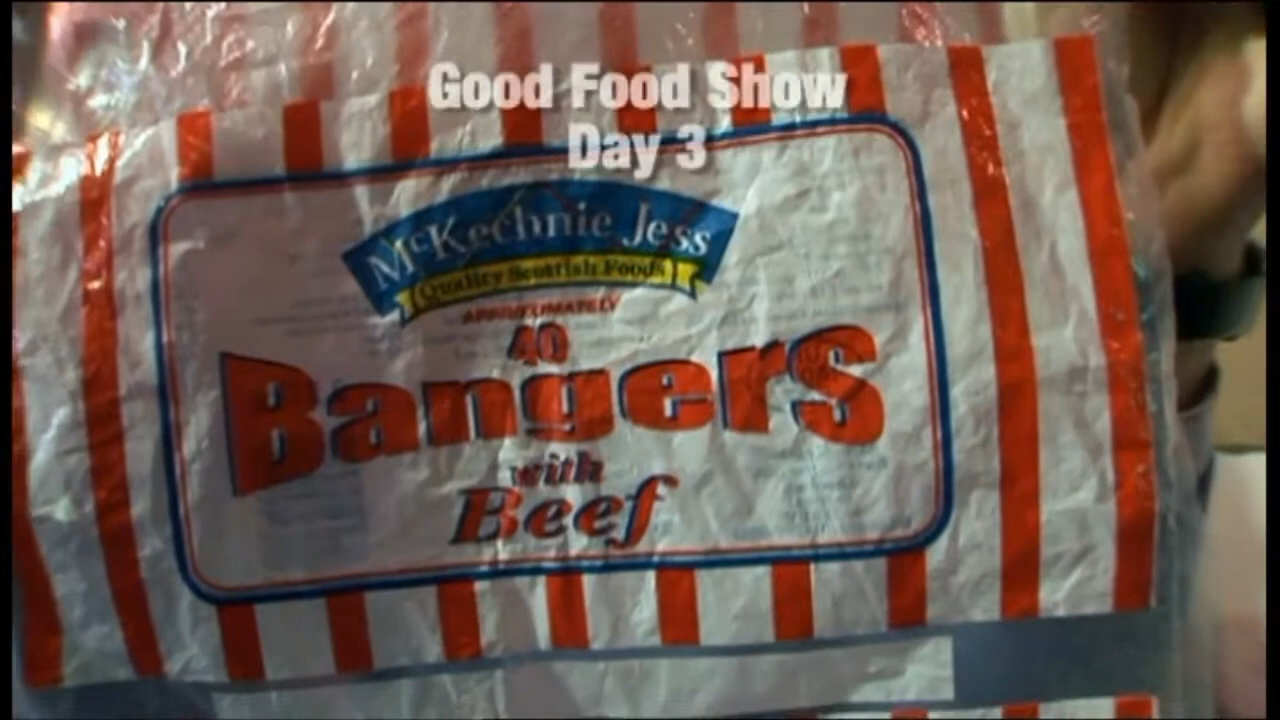 Good Food Show
Day 3
McKechnie Jess
Quality Scottish Foods
APPROXIMATELY
40
Bangers
with
Beef